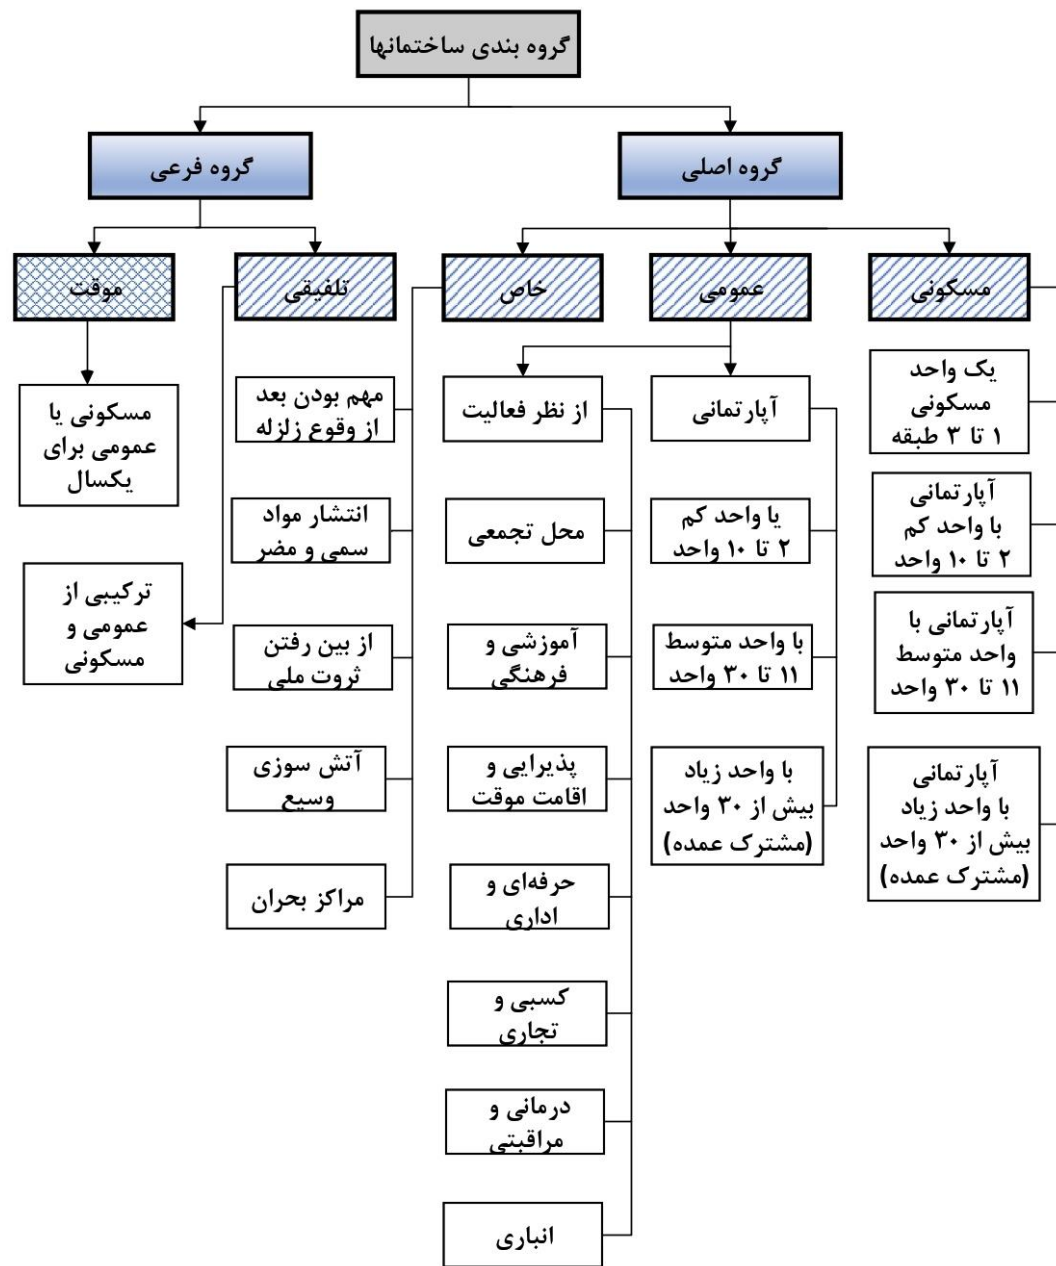 گروه بندی ساختمانها
گروه اصلی
گروه فرعی
مسکونی
عمومی
خاص
تلفیقی
موقت
یک واحد
مسکونی
۱ تا ۳ طبقه
آپارتمانی
با واحد کم
۲ تا ۱۰ واحد
آپارتمانی با
واحد متوسط
۱۱ تا ۳۰ واحد
آپارتمانی
با واحد زیاد
بیش از ۳۰ واحد
(مشترک عمده)
آپارتمانی
یا واحد کم
۲ تا ۱۰ واحد
با واحد متوسط
۱۱ تا ۳۰ واحد
با واحد زیاد
بیش از ۳۰ واحد
(مشترک عمده)
از نظر فعالیت
محل تجمعی
آموزشی و
فرهنگی
پذیرایی و
اقامت موقت
حرفه‌ای و
اداری
کسبی و
تجاری
درمانی و
مراقبتی
انباری
مهم بودن بعد
از وقوع زلزله
انتشار مواد
سمی و مضر
از بین رفتن
ثروت ملی
آتش سوزی
وسیع
مراکز بحران
ترکیبی از
عمومی و
مسکونی
مسکونی یا
عمومی برای
یکسال